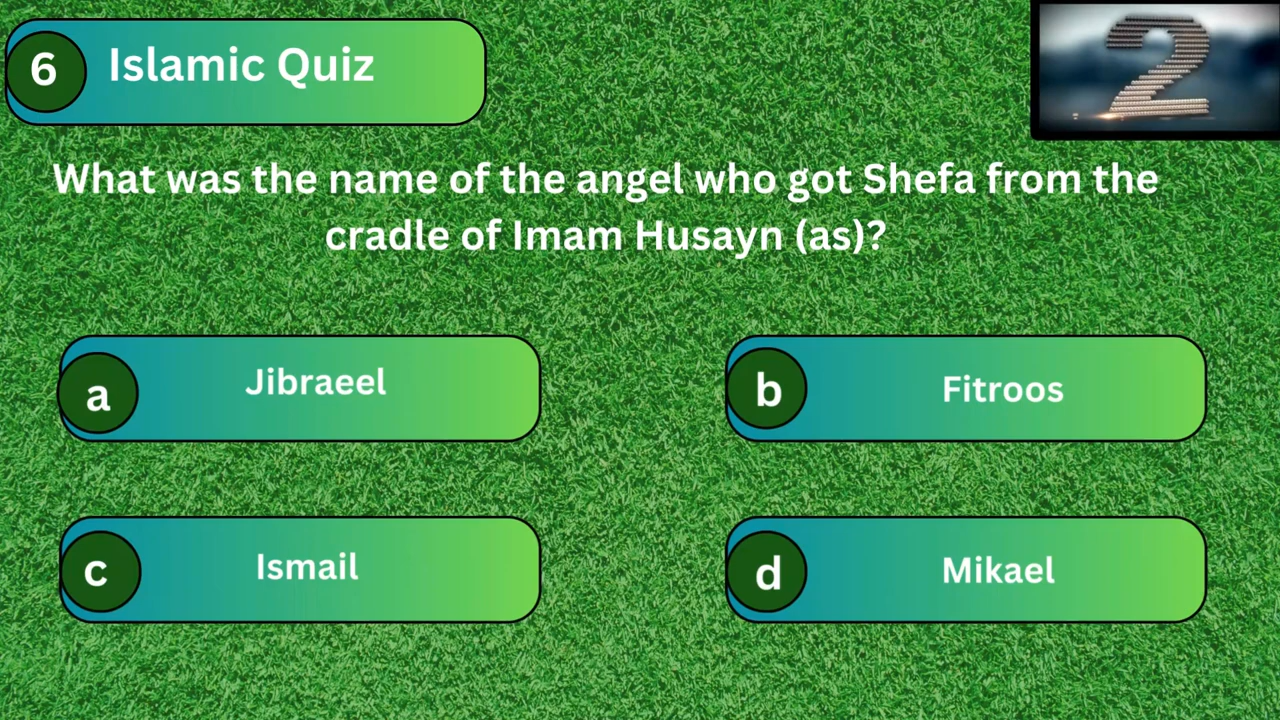 6 Islamic Quiz
2
What was the name of the angel who got Shefa from the
cradle of Imam Husayn (as)?
a Jibraeel
b Fitroos
c Ismail
d Mikael